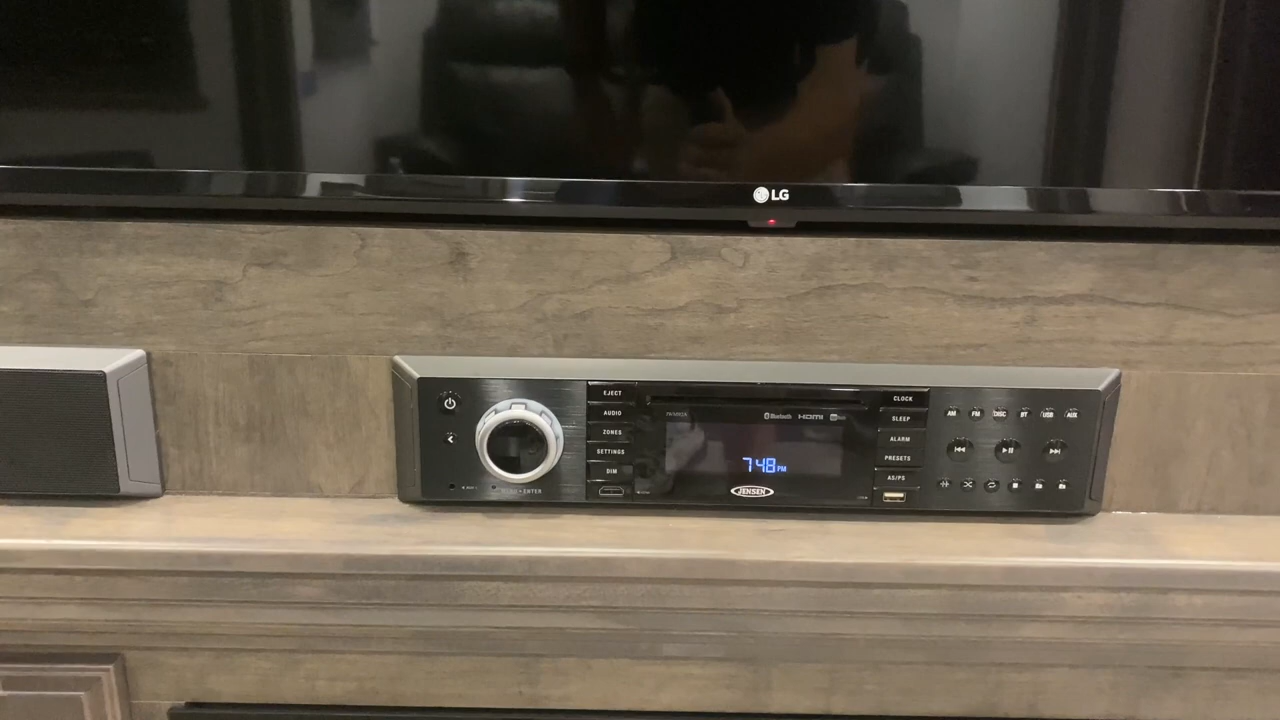 LG
EJECT
AUDIO
ZONES
SETTINGS
DIM
Bluetooth HDMI
7:48 PM
JENSEN
CLOCK
SLEEP
ALARM
PRESETS
AS/PS
AM FM DISC BT USB AUX